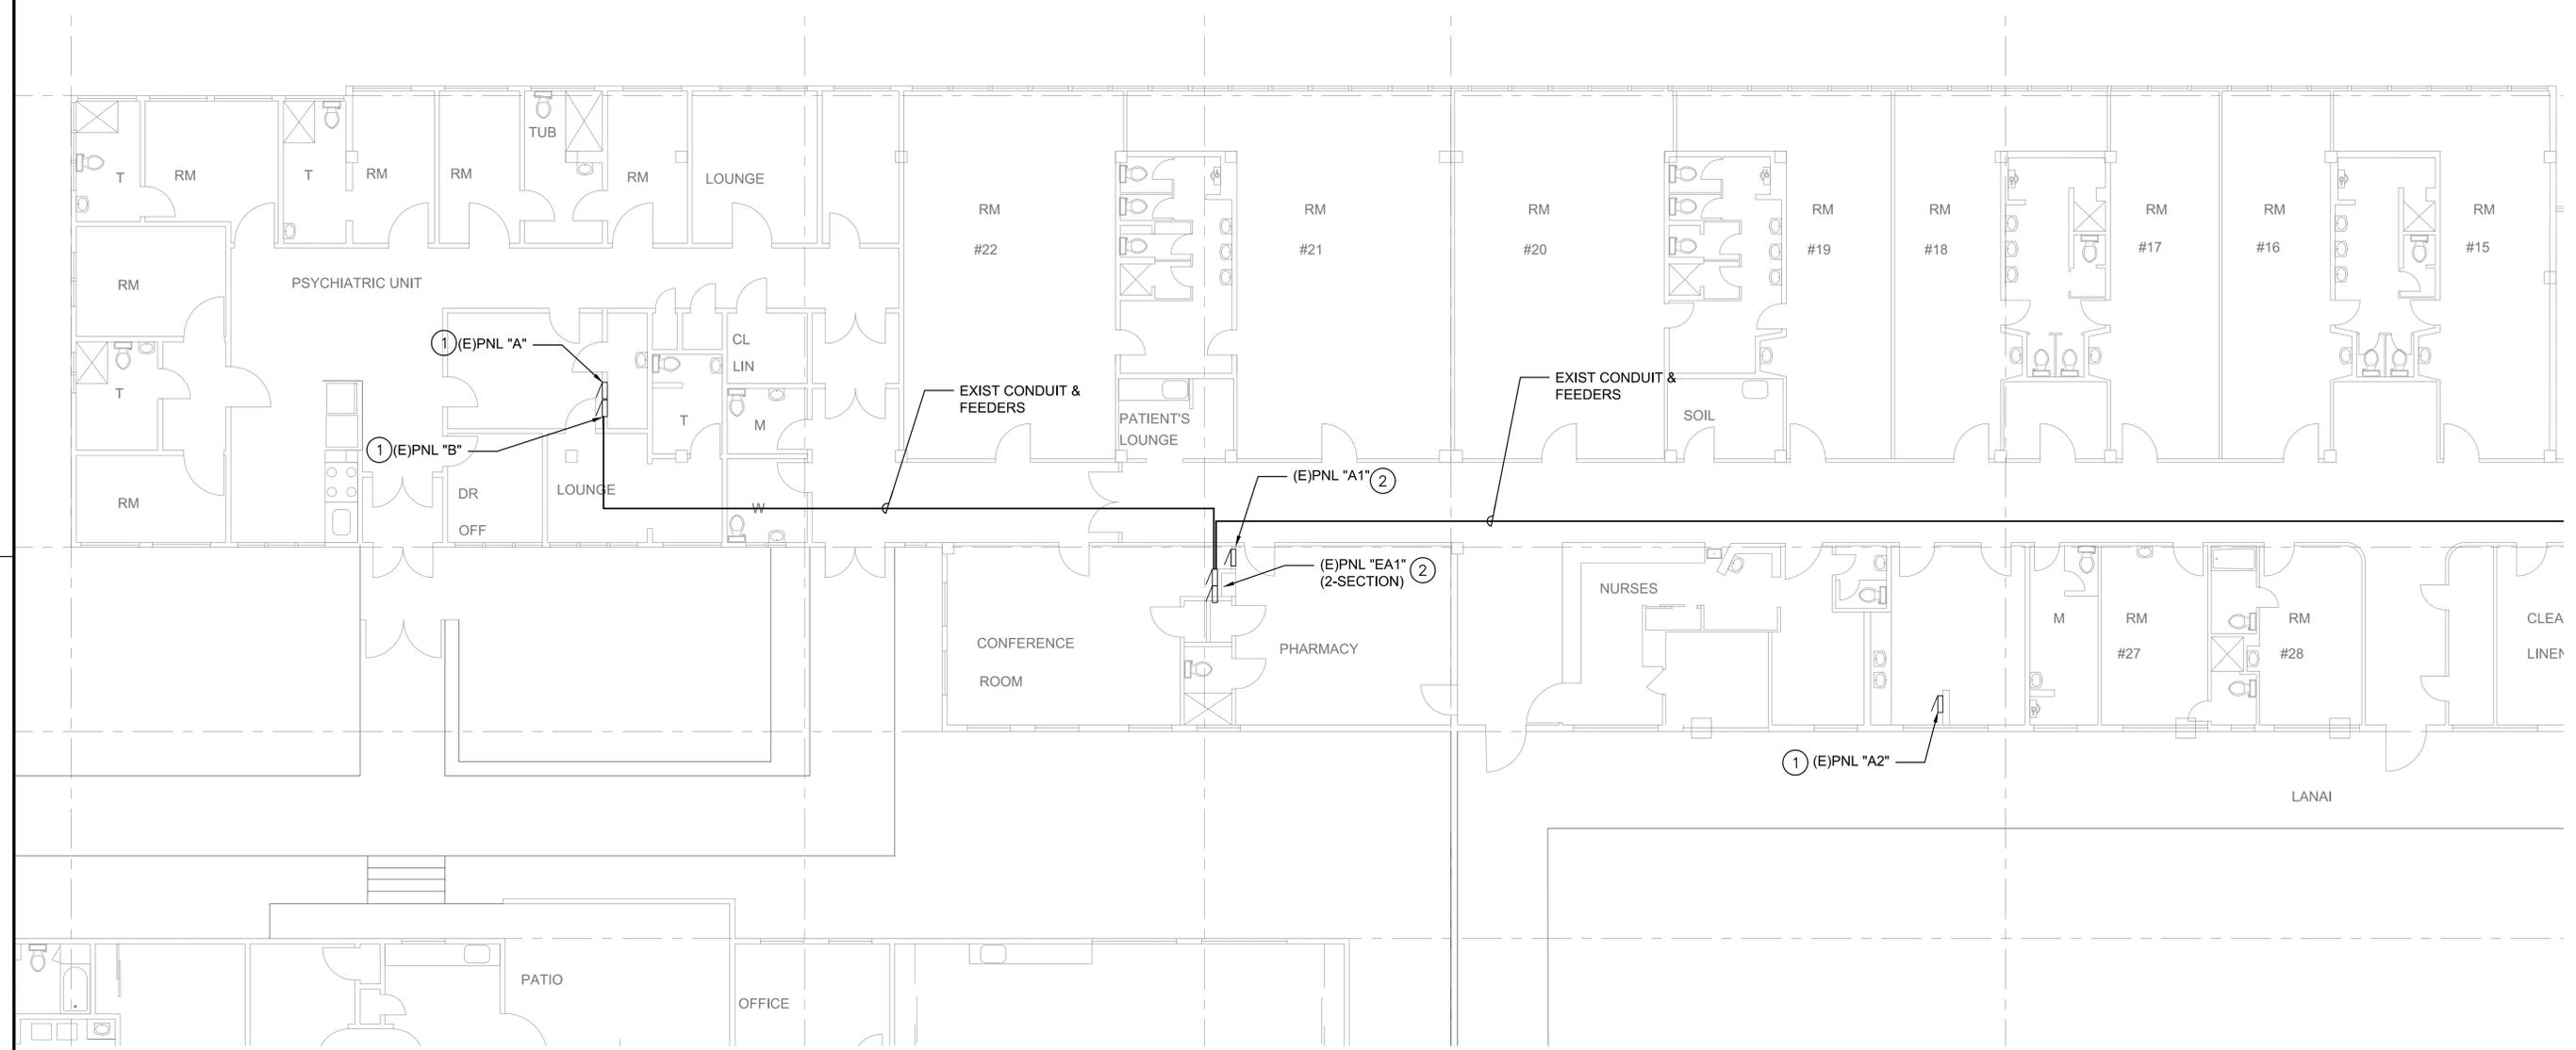 TUB
T
RM
T
RM
RM
RM
LOUNGE
RM
#22
RM
#21
RM
#20
RM
#19
RM
#18
RM
#17
RM
#16
RM
#15
RM
PSYCHIATRIC UNIT
1 (E)PNL "A"
CL
LIN
T
T
M
1 (E)PNL "B"
EXIST CONDUIT &
FEEDERS
PATIENT'S
LOUNGE
EXIST CONDUIT &
FEEDERS
SOIL
RM
DR
OFF
LOUNGE
W
(E)PNL "A1" 2
(E)PNL "EA1" 2
(2-SECTION)
CONFERENCE
ROOM
PHARMACY
NURSES
M
RM
#27
RM
#28
CLEA
LINEN
1 (E)PNL "A2"
LANAI
PATIO
OFFICE